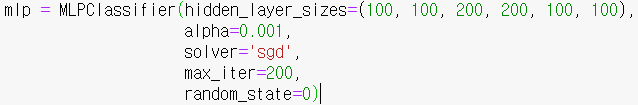 mlp = MLPClassifier(hidden_layer_sizes=(100, 100, 200, 200, 100, 100),
alpha=0.001,
solver='sgd',
max_iter=200,
random_state=0)